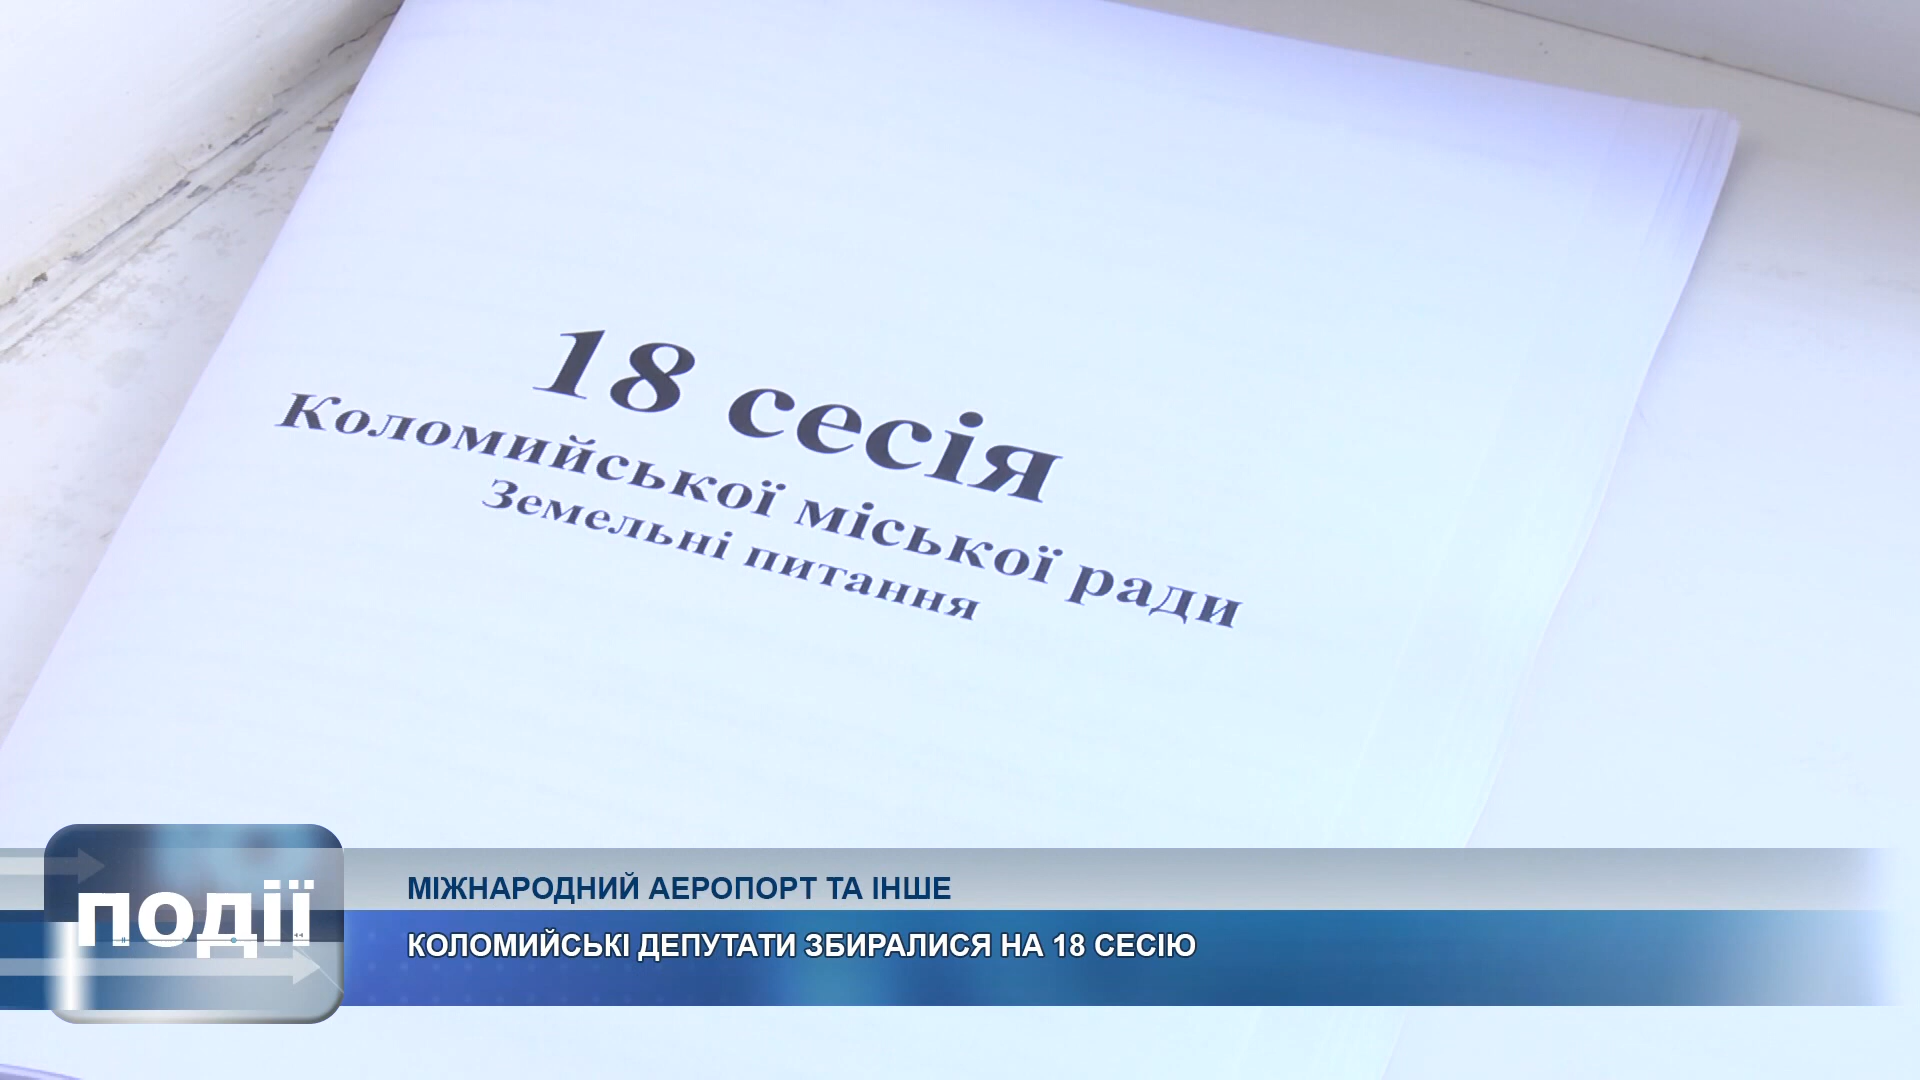 18 сесія
Коломийської міської ради
Земельні питання
події
МІЖНАРОДНИЙ АЕРОПОРТ ТА ІНШЕ
КОЛОМИЙСЬКІ ДЕПУТАТИ ЗБИРАЛИСЯ НА 18 СЕСІЮ